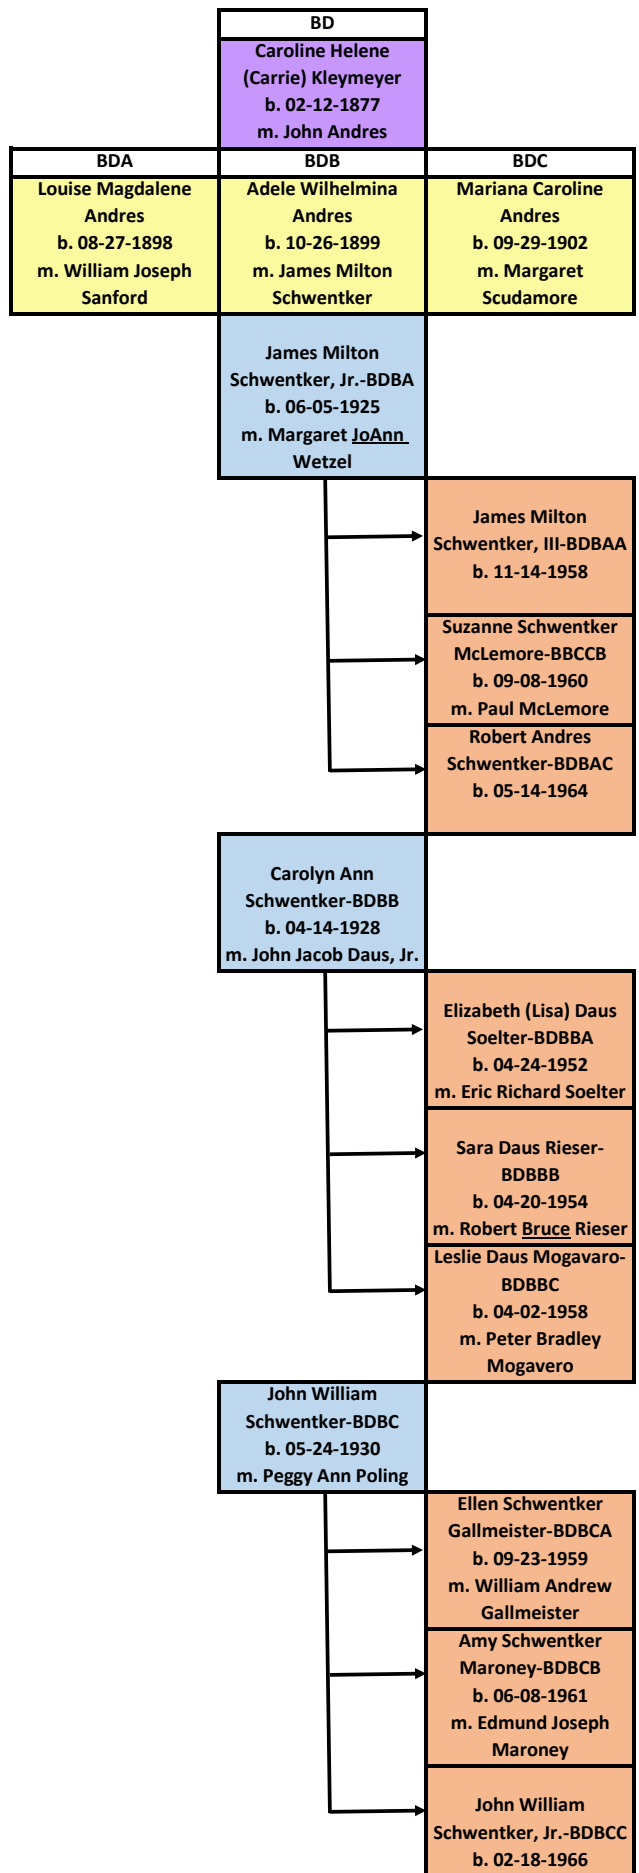 BD
Caroline Helene
(Carrie) Kleymeyer
b. 02-12-1877
m. John Andres
BDA
Louise Magdalene
Andres
b. 08-27-1898
m. William Joseph
Sanford
BDB
Adele Wilhelmina
Andres
b. 10-26-1899
m. James Milton
Schwentker
BDC
Mariana Caroline
Andres
b. 09-29-1902
m. Margaret
Scudamore
James Milton
Schwentker, Jr.-BDBA
b. 06-05-1925
m. Margaret JoAnn
Wetzel
James Milton
Schwentker, III-BDBAA
b. 11-14-1958
Suzanne Schwentker
McLemore-BBCCB
b. 09-08-1960
m. Paul McLemore
Robert Andres
Schwentker-BDBAC
b. 05-14-1964
Carolyn Ann
Schwentker-BDBB
b. 04-14-1928
m. John Jacob Daus, Jr.
Elizabeth (Lisa) Daus
Soelter-BDBBA
b. 04-24-1952
m. Eric Richard Soelter
Sara Daus Rieser-
BDBBB
b. 04-20-1954
m. Robert Bruce Rieser
Leslie Daus Mogavaro-
BDBBC
b. 04-02-1958
m. Peter Bradley
Mogavero
John William
Schwentker-BDBC
b. 05-24-1930
m. Peggy Ann Poling
Ellen Schwentker
Gallmeister-BDBCA
b. 09-23-1959
m. William Andrew
Gallmeister
Amy Schwentker
Maroney-BDBCB
b. 06-08-1961
m. Edmund Joseph
Maroney
John William
Schwentker, Jr.-BDBCC
b. 02-18-1966